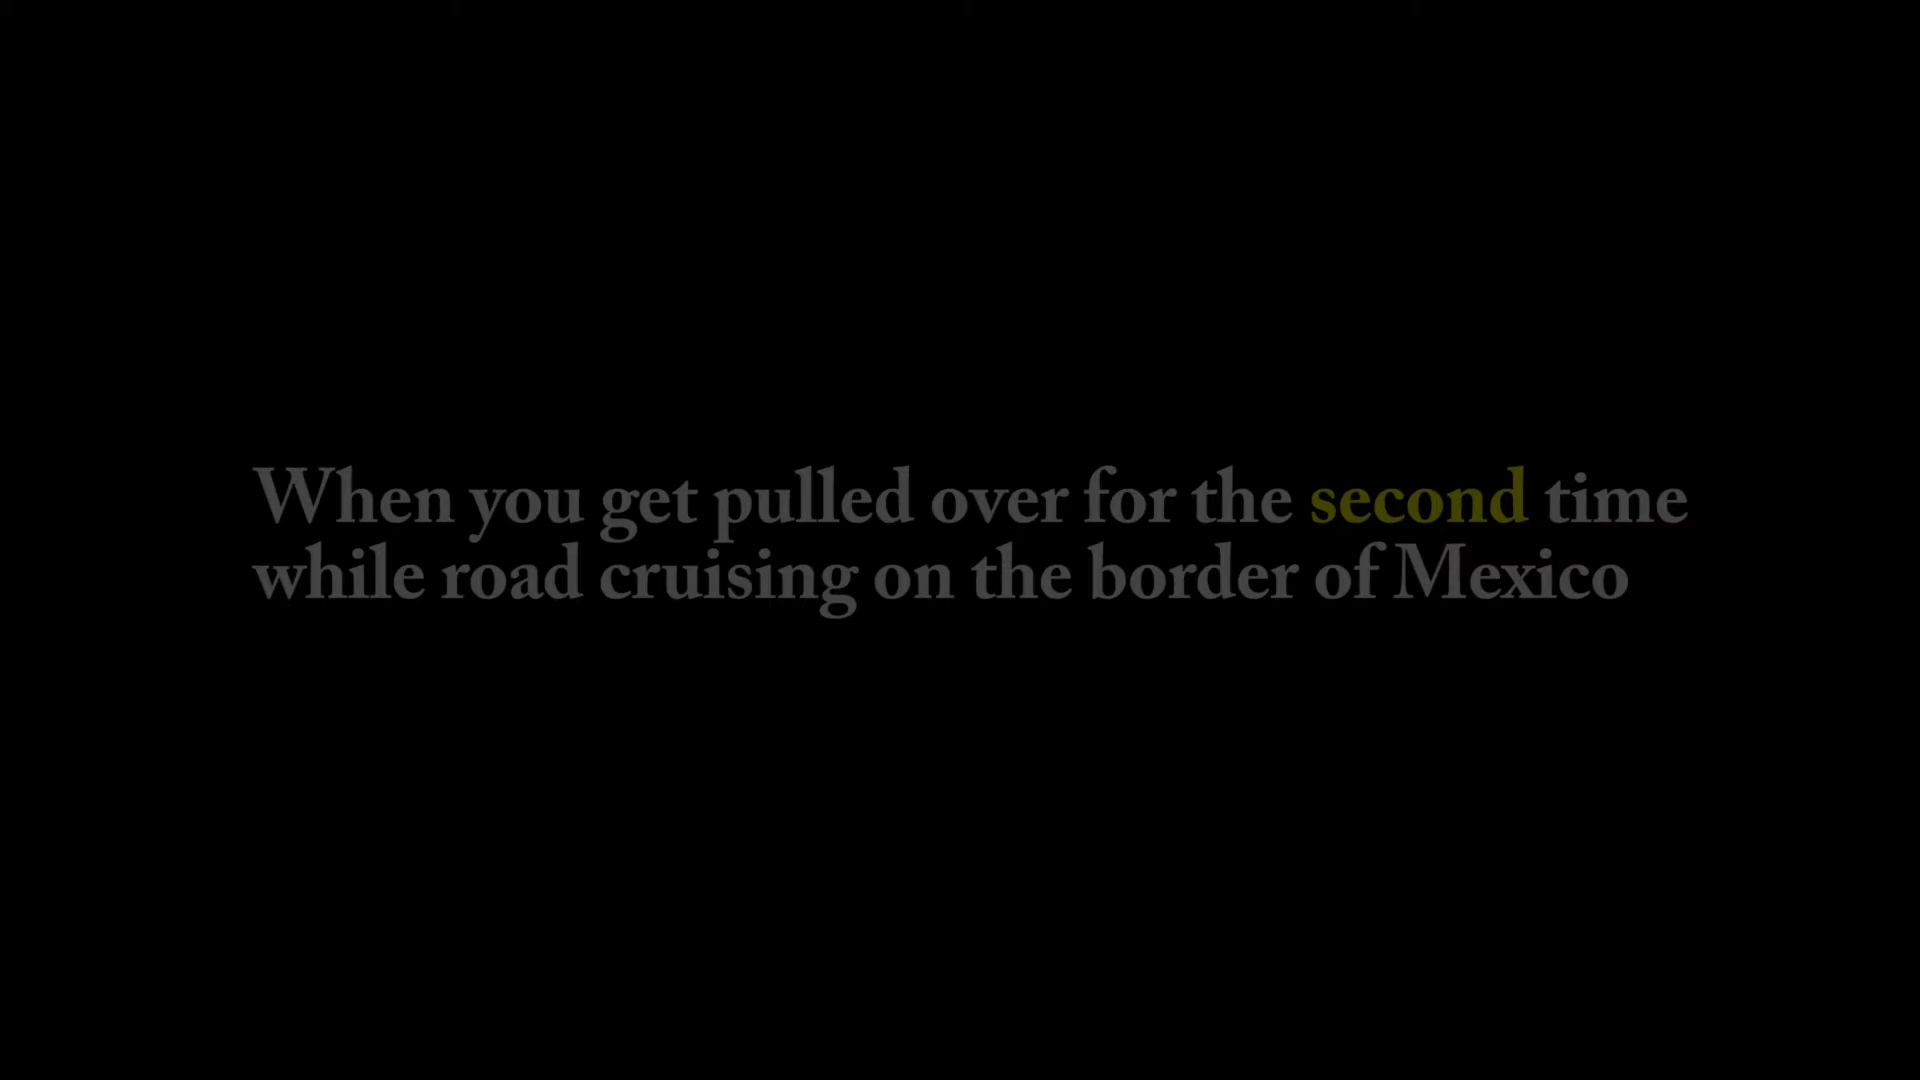 When you get pulled over for the second time
while road cruising on the border of Mexico